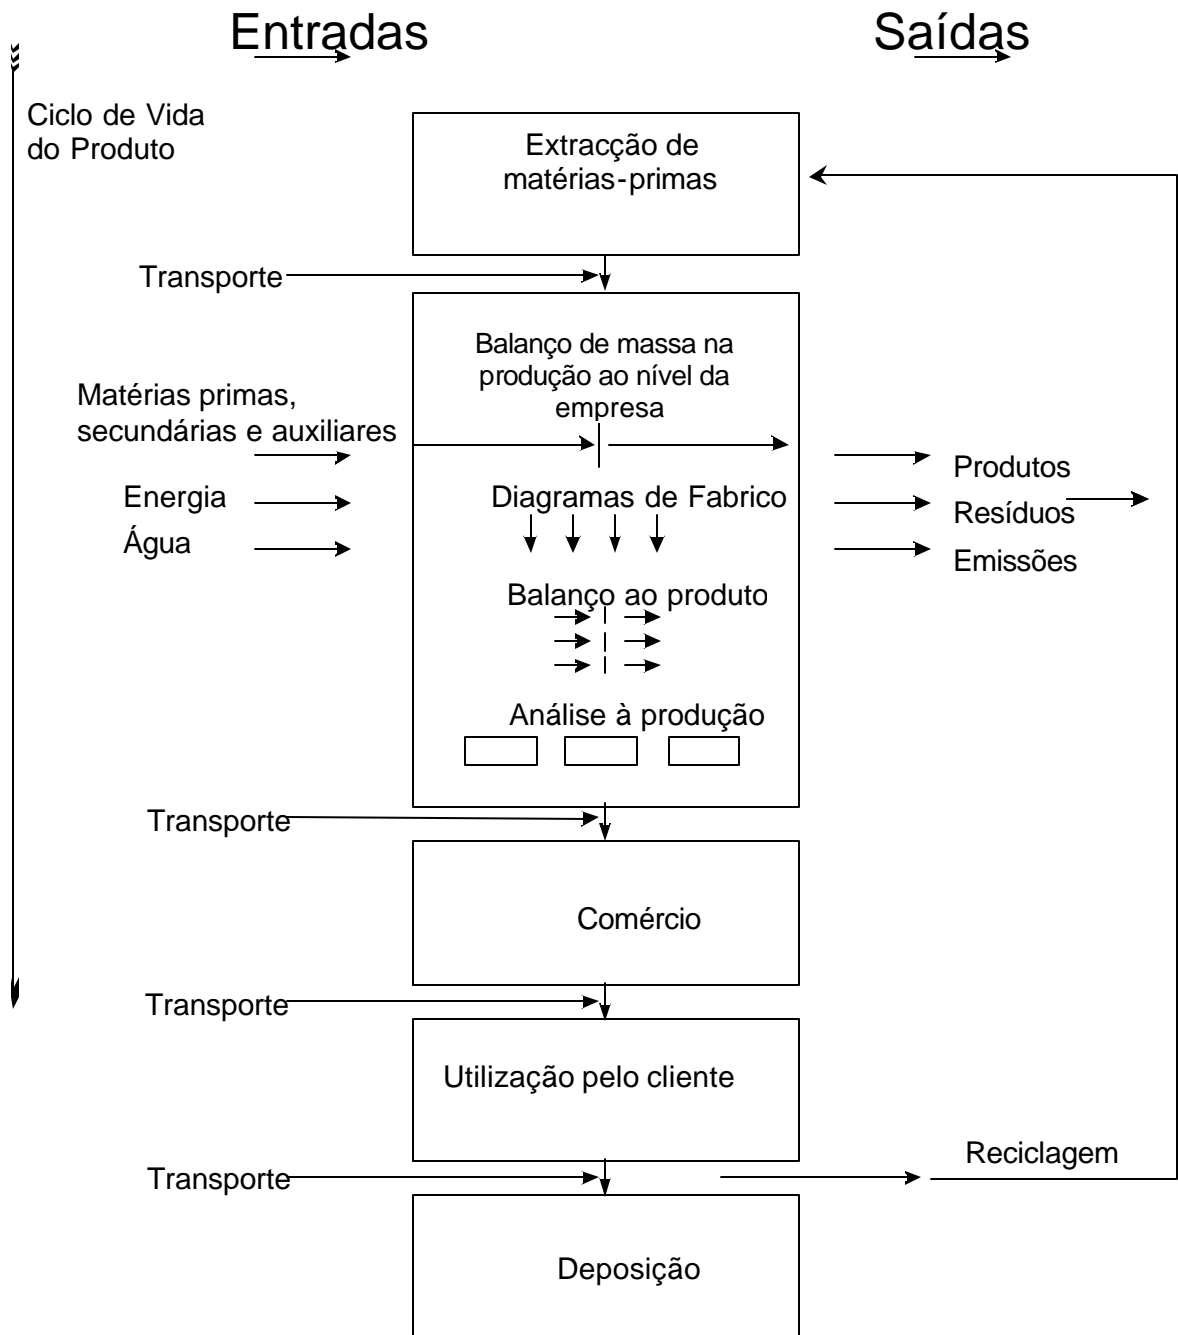 Entradas
Saídas
Ciclo de Vida
do Produto
Extracção de
matérias-primas
Transporte
Balanço de massa na
produção ao nível da
empresa
Matérias primas,
secundárias e auxiliares
Energia
Água
Diagramas de Fabrico
Produtos
Resíduos
Emissões
Balanço ao produto
Análise à produção
Transporte
Comércio
Transporte
Utilização pelo cliente
Transporte
Reciclagem
Deposição